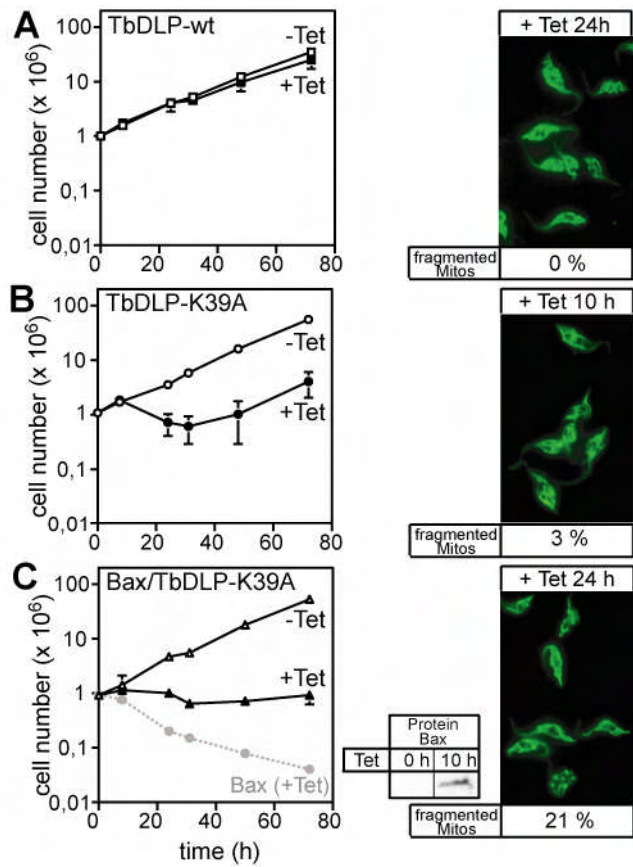 A
TbDLP-wt
cell number (x 10⁶)
100
10
1
0,1
0,01
0 20 40 60 80
-Tet
+Tet
+ Tet 24h
fragmented
Mitos
0 %
B
TbDLP-K39A
cell number (x 10⁶)
100
10
1
0,1
0,01
0 20 40 60 80
-Tet
+Tet
+ Tet 10 h
fragmented
Mitos
3 %
C
Bax/TbDLP-K39A
cell number (x 10⁶)
100
10
1
0,1
0,01
0 20 40 60 80
time (h)
-Tet
+Tet
Bax (+Tet)
Protein
Bax
Tet 0 h 10 h
+ Tet 24 h
fragmented
Mitos
21 %